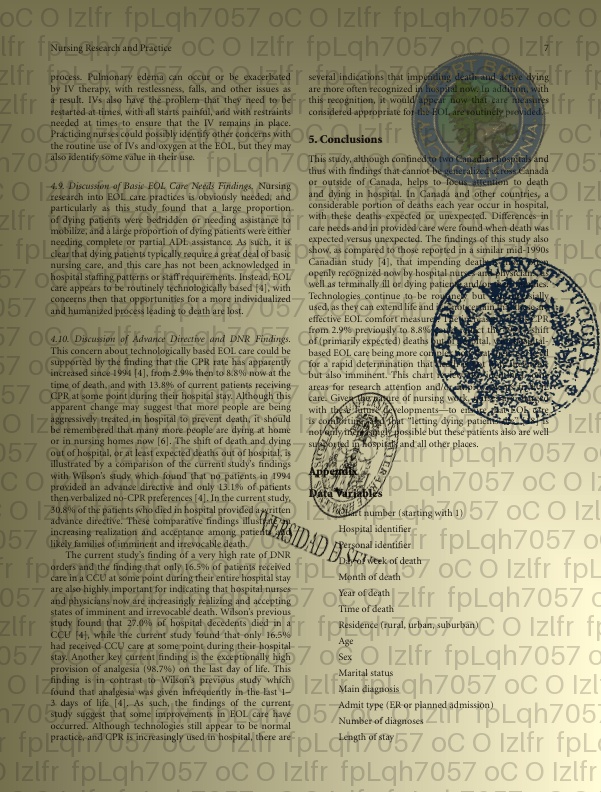 Nursing Research and Practice
7
process. Pulmonary edema can occur or be exacerbated
by IV therapy, with restlessness, falls, and other issues as
a result. IVs also have the problem that they need to be
restarted at times, with all starts painful, and with restraints
needed at times to ensure that the IV remains in place.
Practicing nurses could possibly identify other concerns with
the routine use of IVs and oxygen at the EOL, but they may
also identify some value in their use.
4.9. Discussion of Basic EOL Care Needs Findings. Nursing
research into EOL care practices is obviously needed, and
particularly as this study found that a large proportion
of dying patients were bedridden or needing assistance to
mobilize, and a large proportion of dying patients were either
needing complete or partial ADL assistance. As such, it is
clear that dying patients typically require a great deal of basic
nursing care, and this care has not been acknowledged in
hospital staffing patterns or staff requirements. Instead, EOL
care appears to be routinely technologically based [4], with
concerns then that opportunities for a more individualized
and humanized process leading to death are lost.
4.10. Discussion of Advance Directive and DNR Findings.
This concern about technologically based EOL care could be
supported by the finding that the CPR rate has apparently
increased since 1994 [4], from 2.9% then to 8.8% now at the
time of death, and with 13.8% of current patients receiving
CPR at some point during their hospital stay. Although this
apparent change may suggest that more people are being
aggressively treated in hospital to prevent death, it should
be remembered that many more people are dying at home
or in nursing homes now [6]. The shift of death and dying
out of hospital, or at least expected deaths out of hospital, is
illustrated by a comparison of the current study's findings
with Wilson's study which found that no patients in 1994
provided an advance directive and only 13.1% of patients
then verbalized no-CPR preferences [4]. In the current study,
30.8% of the patients who died in hospital provided a written
advance directive. These comparative findings illustrate an
increasing realization and acceptance among patients of
likely families of imminent and irrevocable death.
The current study's finding of a very high rate of DNR
orders and the finding that only 16.5% of patients received
care in a CCU at some point during their entire hospital stay
are also highly important for indicating that hospital nurses
and physicians now are increasingly realizing and accepting
states of imminent and irrevocable death. Wilson's previous
study found that 27.0% of hospital decedents died in a
CCU [4], while the current study found that only 16.5%
had received CCU care at some point during their hospital
stay. Another key current finding is the exceptionally high
provision of analgesia (98.7%) on the last day of life. This
finding is in contrast to Wilson's previous study which
found that analgesia was given infrequently in the last 1–
3 days of life [4]. As such, the findings of the current
study suggest that some improvements in EOL care have
occurred. Although technologies still appear to be normal
practice, and CPR is increasingly used in hospital, there are
several indications that impending death and active dying
are more often recognized in hospital now. In addition, with
this recognition, it would appear now that care measures
considered appropriate for the EOL are routinely provided.
5. Conclusions
This study, although confined to two Canadian hospitals and
thus with findings that cannot be generalized across Canada
or outside of Canada, helps to focus attention to death
and dying in hospital. In Canada and other countries, a
considerable portion of deaths each year occur in hospital,
with these deaths expected or unexpected. Differences in
care needs and in provided care were found when death was
expected versus unexpected. The findings of this study also
show, as compared to those reported in a similar mid-1990s
Canadian study [4], that impending death
openly recognized now by hospital nurses and physicians
well as terminally ill or dying patients
Technologies continue to be routinely but
used, as they can extend life and
effective EOL comfort measures. The CPR
from 2.9% previously to 8.8% shift
of (primarily expected) deaths out of
based EOL care being more
for a rapid determination that
but also imminent. This chart
areas for research attention and/or
care. Given the nature of nursing work
with these future developments—to ensure EOL care
is "letting dying
not only increasingly possible but these patients also are well
supported in hospitals and all other places.
Appendix
Data Variables
Chart number (starting with 1)
Hospital identifier
Personal identifier
Day of week of death
Month of death
Year of death
Time of death
Residence (rural, urban, suburban)
Age
Sex
Marital status
Main diagnosis
Admit type (ER or planned admission)
Number of diagnoses
Length of stay